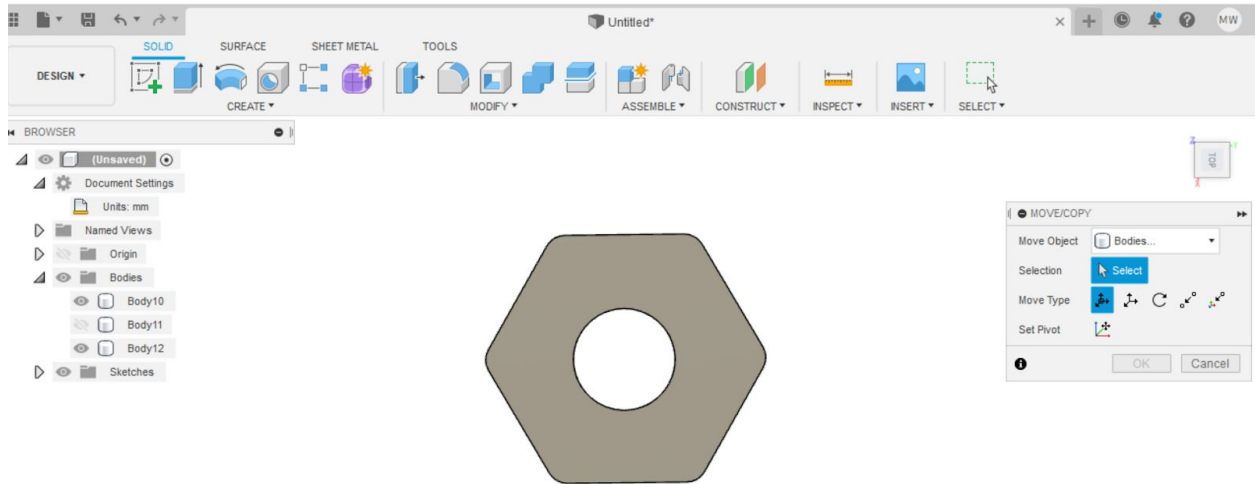 Untitled*
MW
SOLID SURFACE SHEET METAL TOOLS
DESIGN
CREATE MODIFY ASSEMBLE CONSTRUCT INSPECT INSERT SELECT
BROWSER
(Unsaved)
Document Settings
Units: mm
Named Views
Origin
Bodies
Body10
Body11
Body12
Sketches
Z Y
TOP
X
MOVE/COPY
Move Object Bodies...
Selection Select
Move Type
Set Pivot
OK Cancel